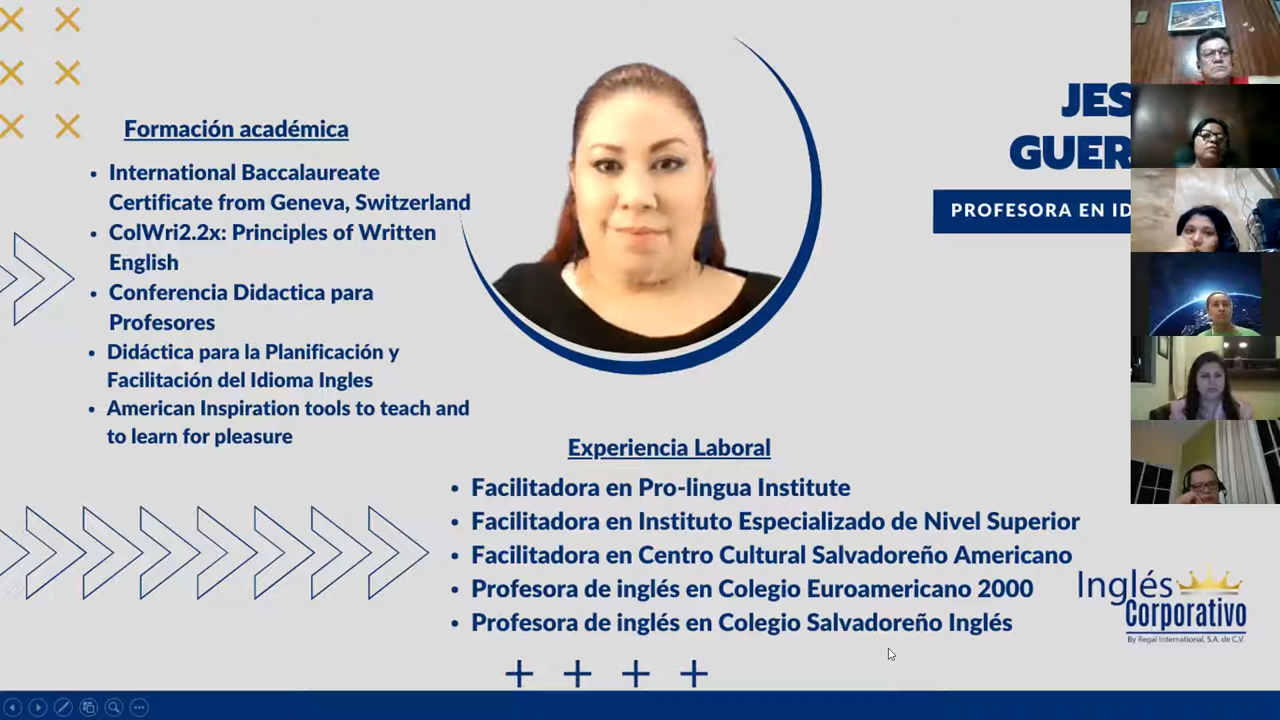 Formación académica
International Baccalaureate
Certificate from Geneva, Switzerland
ColWri2.2x: Principles of Written
English
Conferencia Didactica para
Profesores
Didáctica para la Planificación y
Facilitación del Idioma Ingles
American Inspiration tools to teach and
to learn for pleasure
JES
GUER
PROFESORA EN ID
Experiencia Laboral
Facilitadora en Pro-lingua Institute
Facilitadora en Instituto Especializado de Nivel Superior
Facilitadora en Centro Cultural Salvadoreño Americano
Profesora de inglés en Colegio Euroamericano 2000
Profesora de inglés en Colegio Salvadoreño Inglés
Inglés
Corporativo
By Regal International, S.A. de C.V.